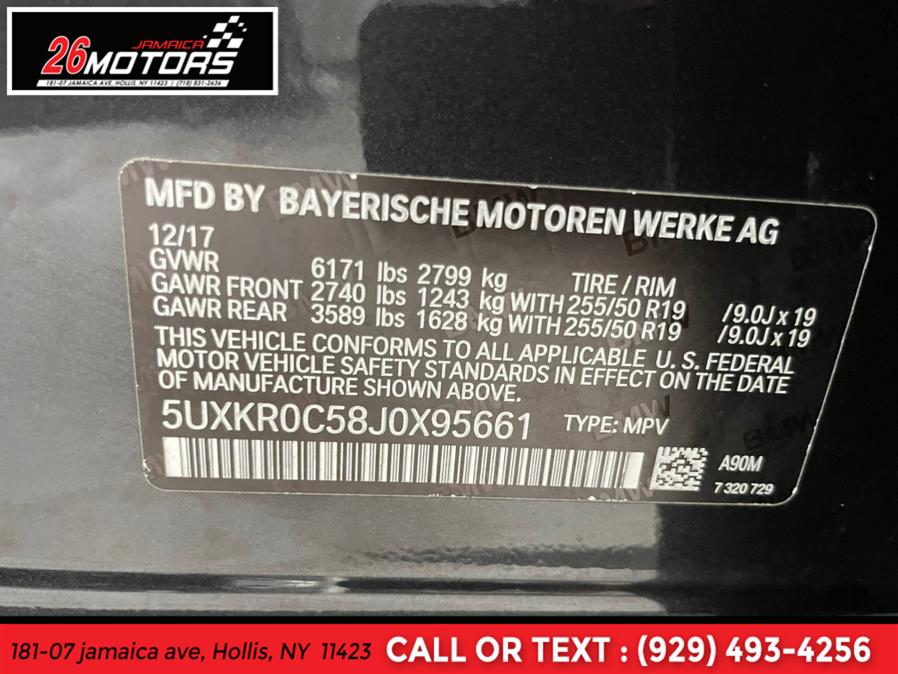 JAMAICA
26MOTORS
181-07 JAMAICA AVE, HOLLIS, NY 11423 / (718) 831-2636
MFD BY BAYERISCHE MOTOREN WERKE AG
12/17
GVWR 6171 lbs 2799 kg TIRE / RIM
GAWR FRONT 2740 lbs 1243 kg WITH 255/50 R19 /9.0J x 19
GAWR REAR 3589 lbs 1628 kg WITH 255/50 R19 /9.0J x 19
THIS VEHICLE CONFORMS TO ALL APPLICABLE U. S. FEDERAL
MOTOR VEHICLE SAFETY STANDARDS IN EFFECT ON THE DATE
OF MANUFACTURE SHOWN ABOVE.
5UXKR0C58J0X95661 TYPE: MPV
A90M
7 320 729
181-07 jamaica ave, Hollis, NY 11423 CALL OR TEXT : (929) 493-4256